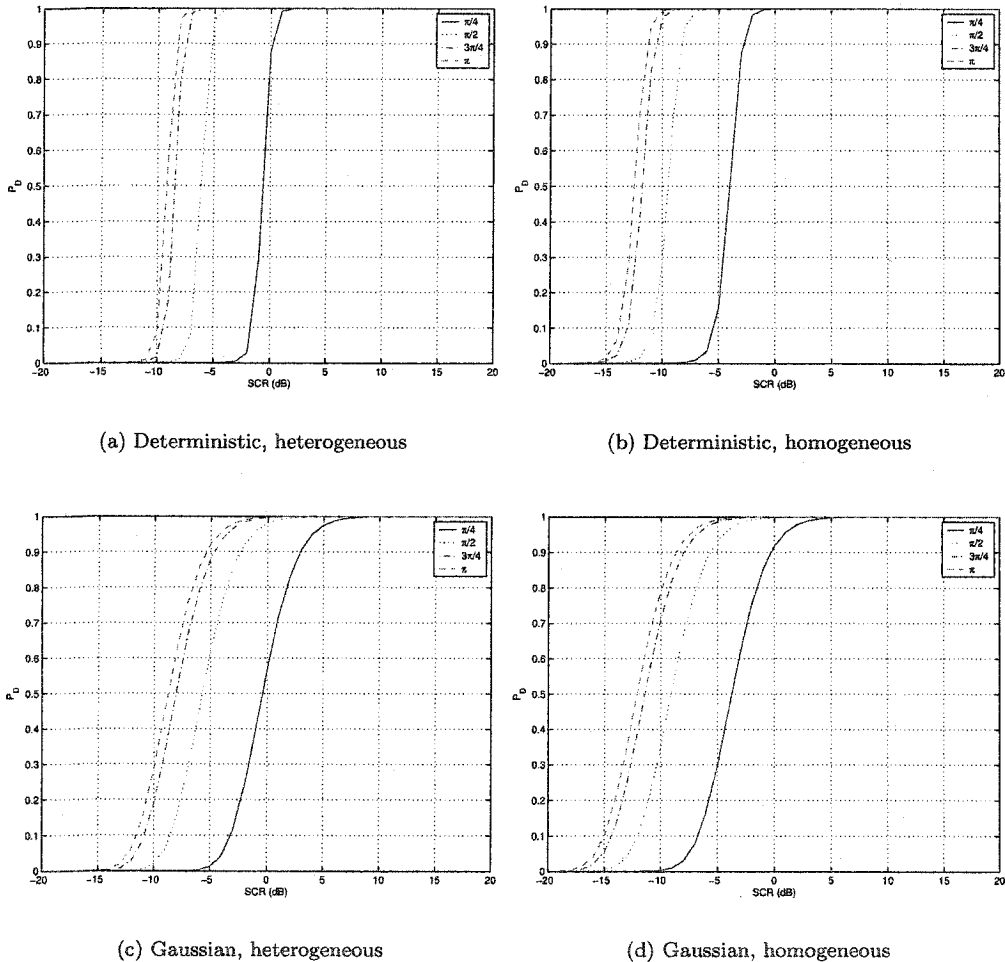 1
0.9
0.8
0.7
0.6
0.5
0.4
0.3
0.2
0.1
0
P_D
−20 −15 −10 −5 0 5 10 15 20
SCR (dB)
π/4
π/2
3π/4
π
(a) Deterministic, heterogeneous
1
0.9
0.8
0.7
0.6
0.5
0.4
0.3
0.2
0.1
0
P_D
−20 −15 −10 −5 0 5 10 15 20
SCR (dB)
π/4
π/2
3π/4
π
(b) Deterministic, homogeneous
1
0.9
0.8
0.7
0.6
0.5
0.4
0.3
0.2
0.1
0
P_D
−20 −15 −10 −5 0 5 10 15 20
SCR (dB)
π/4
π/2
3π/4
π
(c) Gaussian, heterogeneous
1
0.9
0.8
0.7
0.6
0.5
0.4
0.3
0.2
0.1
0
P_D
−20 −15 −10 −5 0 5 10 15 20
SCR (dB)
π/4
π/2
3π/4
π
(d) Gaussian, homogeneous